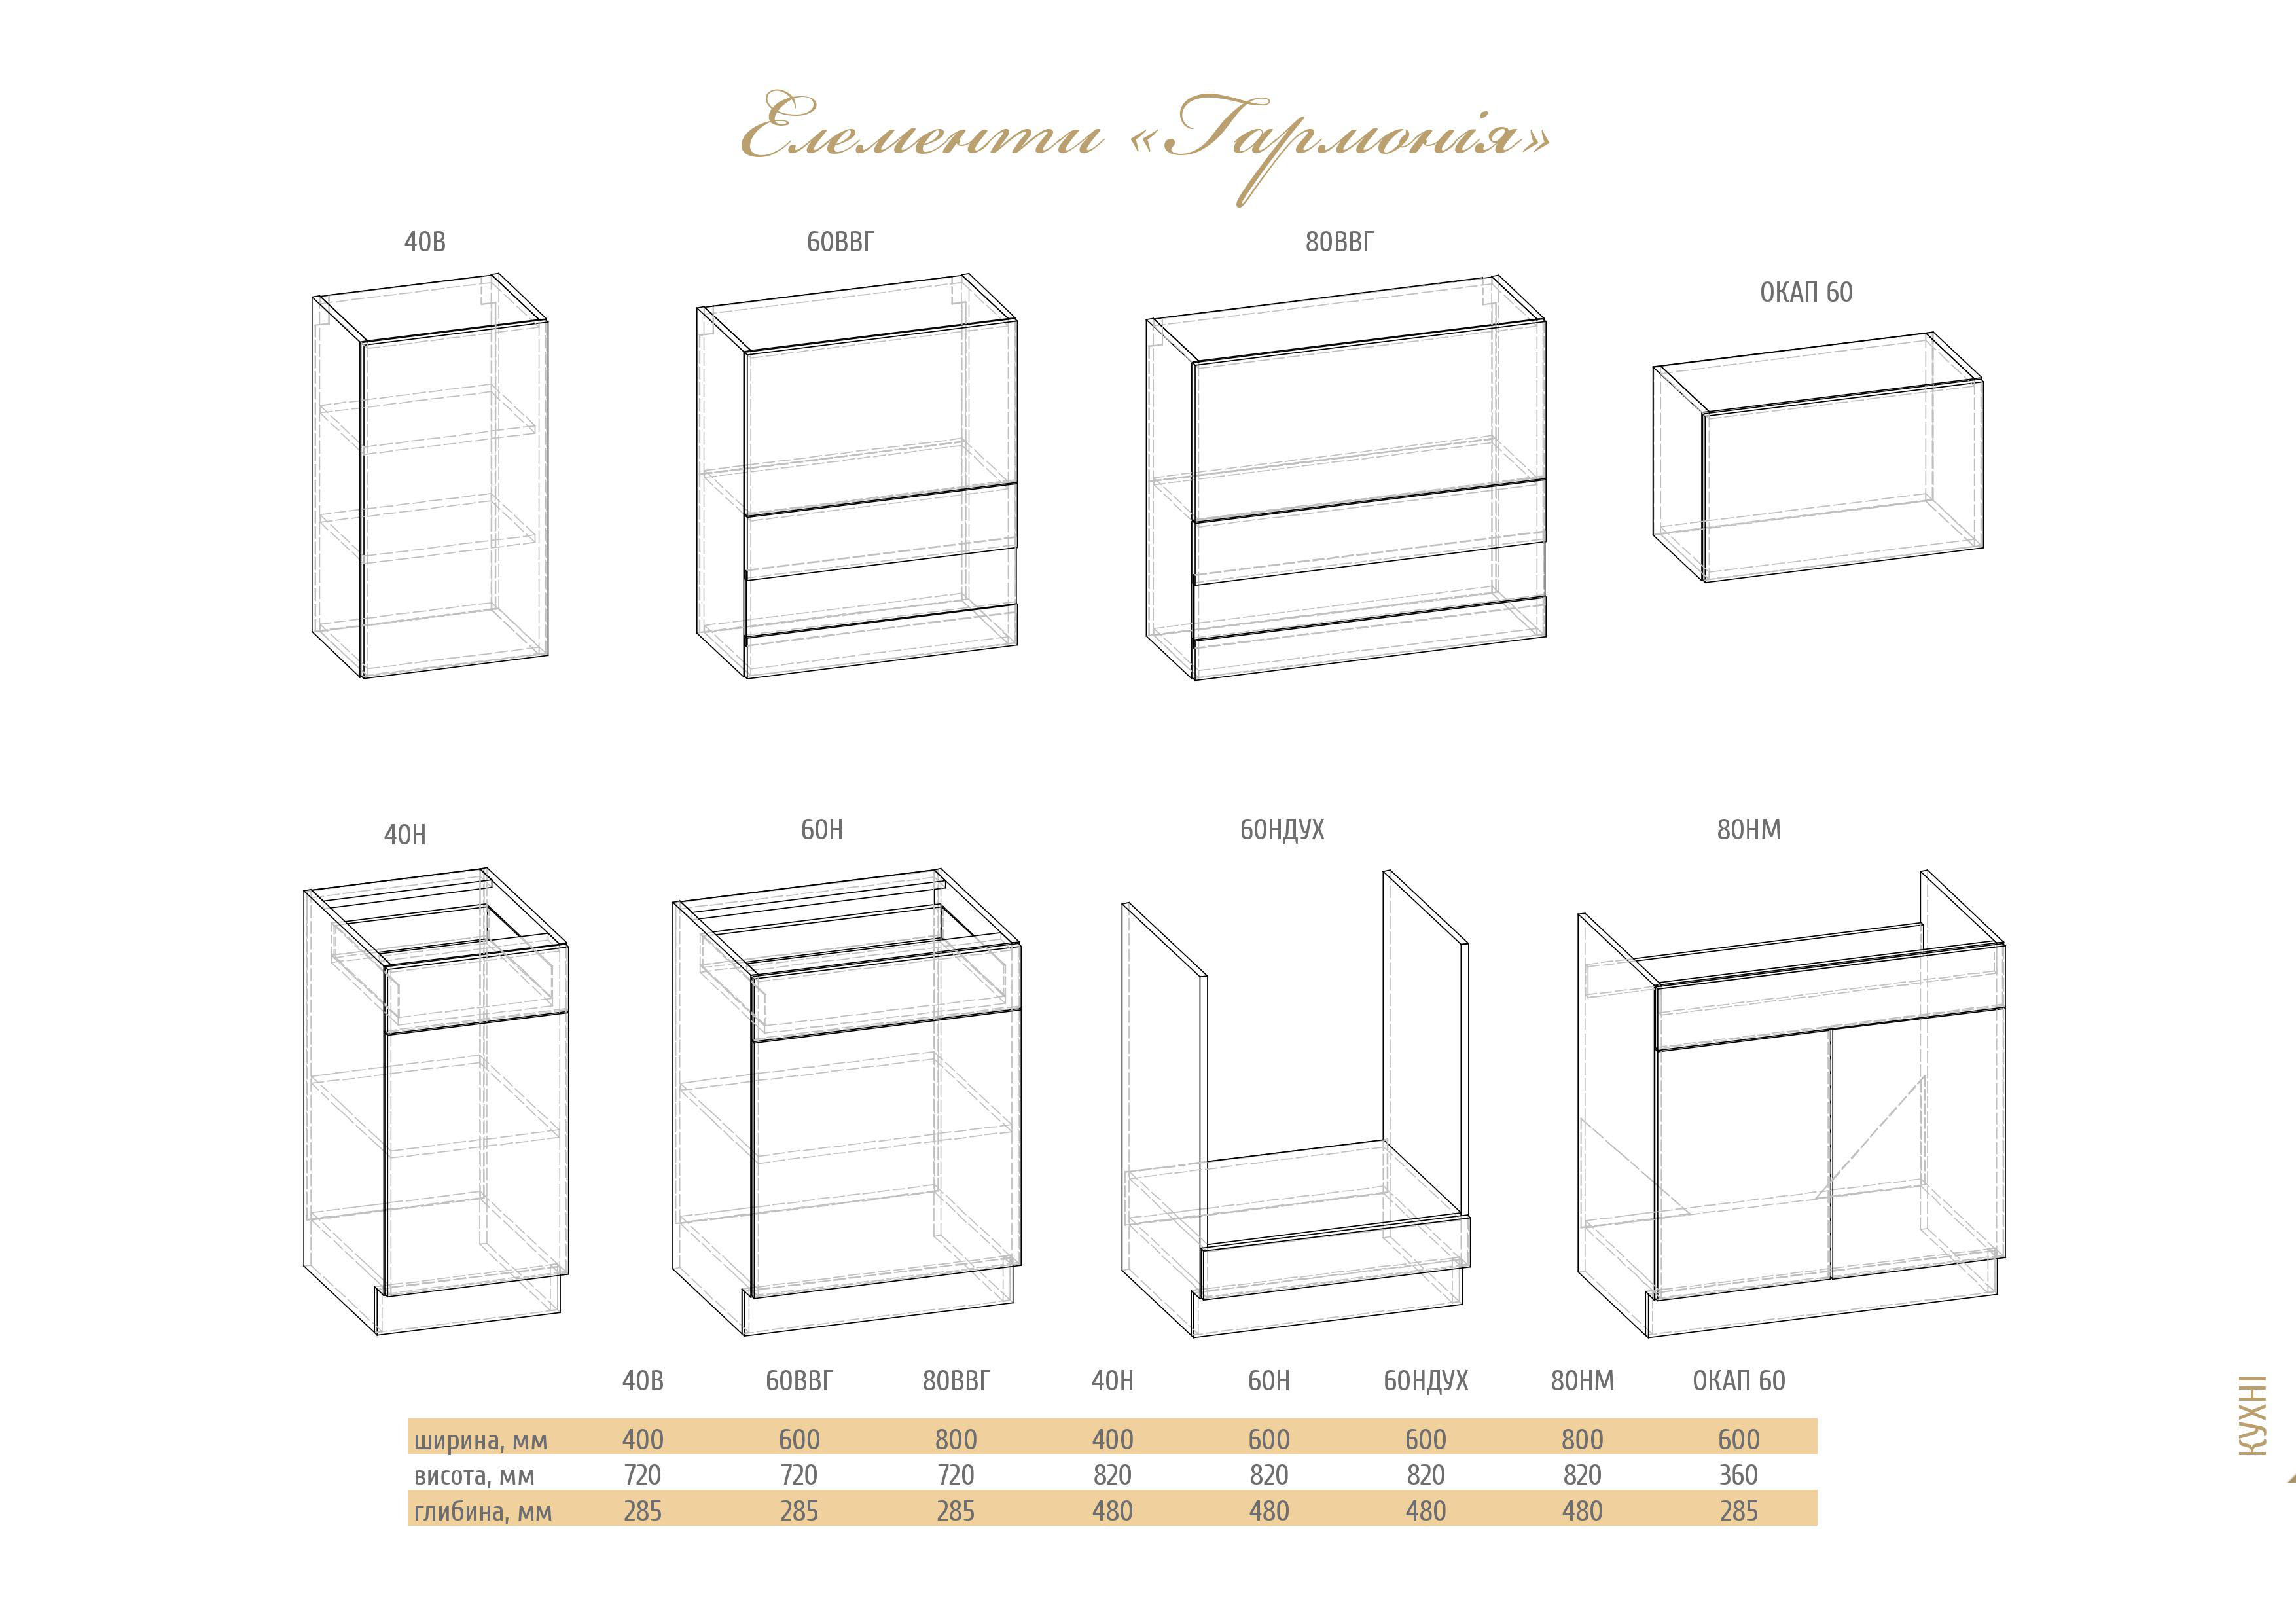 Елементи «Гармонія»
40В
60ВВГ
80ВВГ
ОКАП 60
40Н
60Н
60НДУХ
80НМ
40В 60ВВГ 80ВВГ 40Н 60Н 60НДУХ 80НМ ОКАП 60
ширина, мм 400 600 800 400 600 600 800 600
висота, мм 720 720 720 820 820 820 820 360
глибина, мм 285 285 285 480 480 480 480 285
КУХНІ